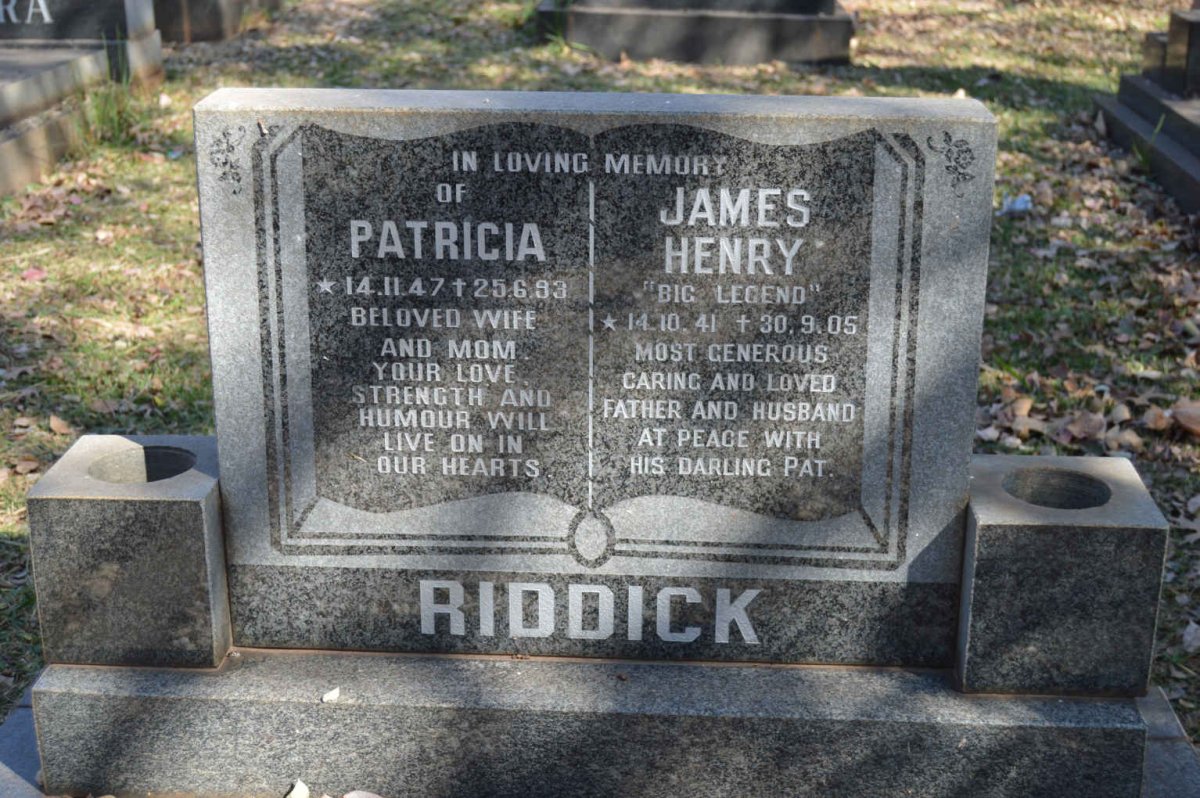 RA
IN LOVING MEMORY
OF
PATRICIA
★14.11.47†25.6.93
BELOVED WIFE
AND MOM.
YOUR LOVE.
STRENGTH AND
HUMOUR WILL
LIVE ON IN
OUR HEARTS.
JAMES
HENRY
"BIG LEGEND"
★14.10.41 †30.9.05
MOST GENEROUS
CARING AND LOVED
FATHER AND HUSBAND
AT PEACE WITH
HIS DARLING PAT.
RIDDICK